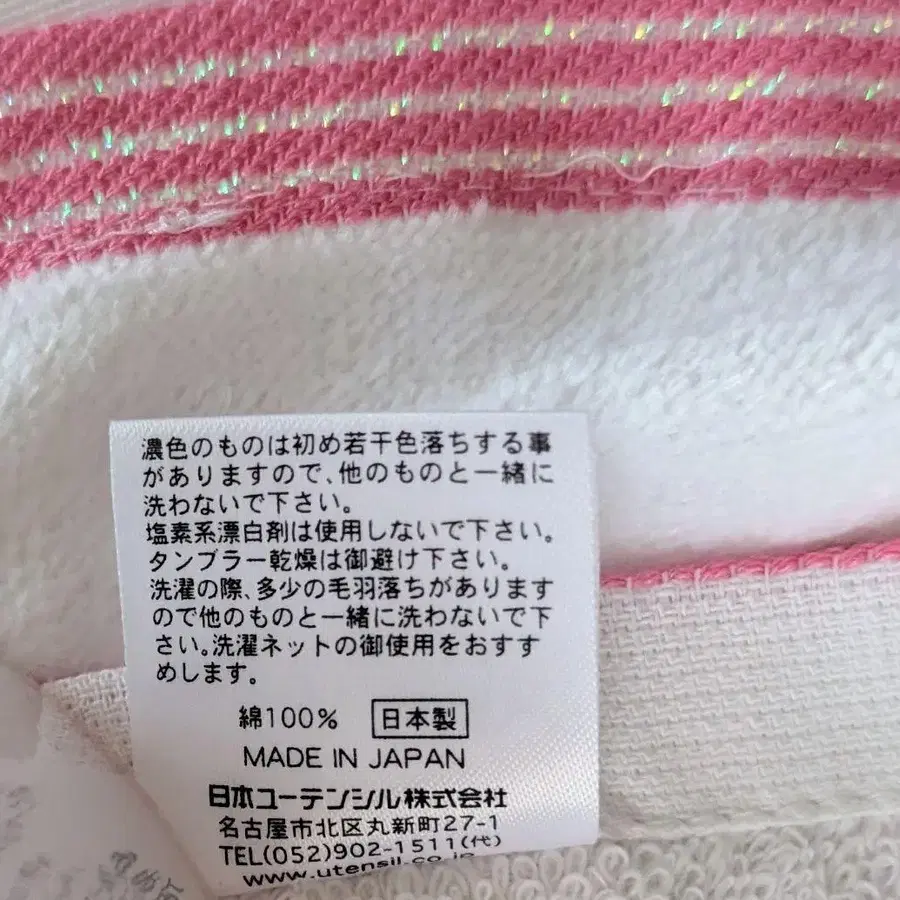 濃色のものは初め若干色落ちする事
がありますので、他のものと一緒に
洗わないで下さい。
塩素系漂白剤は使用しないで下さい。
タンブラー乾燥は御避け下さい。
洗濯の際、多少の毛羽落ちがあります
ので他のものと一緒に洗わないで下
さい。洗濯ネットの御使用をおすす
めします。
綿100% 日本製
MADE IN JAPAN
日本ユーテンシル株式会社
名古屋市北区丸新町27-1
TEL(052)902-1511(代)
www.utensil.co.jp